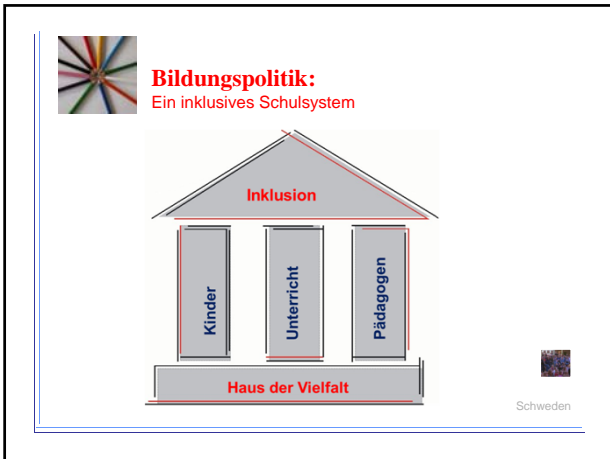 Bildungspolitik:
Ein inklusives Schulsystem
Inklusion
Kinder
Unterricht
Pädagogen
Haus der Vielfalt
Schweden